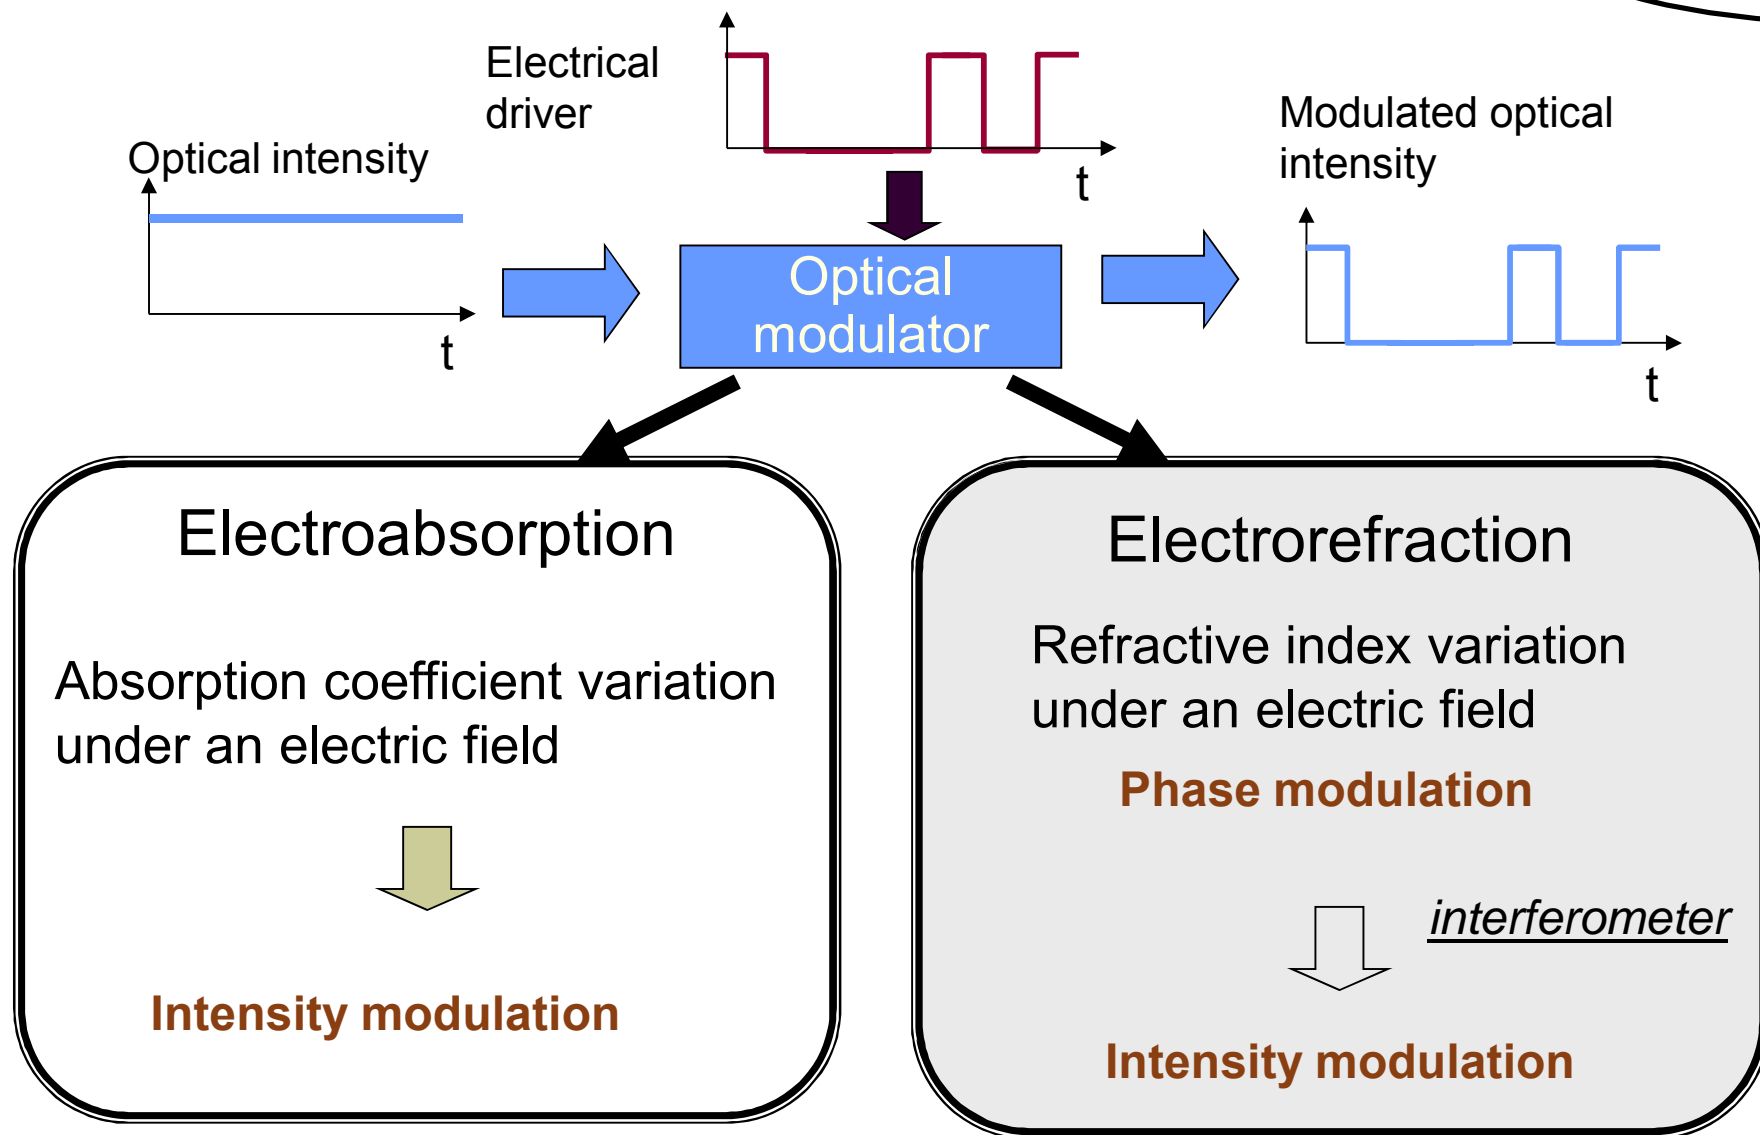 Electrical
driver
t
Optical intensity
t
Modulated optical
intensity
t
Optical
modulator
Electroabsorption
Absorption coefficient variation
under an electric field
Intensity modulation
Electrorefraction
Refractive index variation
under an electric field
Phase modulation
interferometer
Intensity modulation